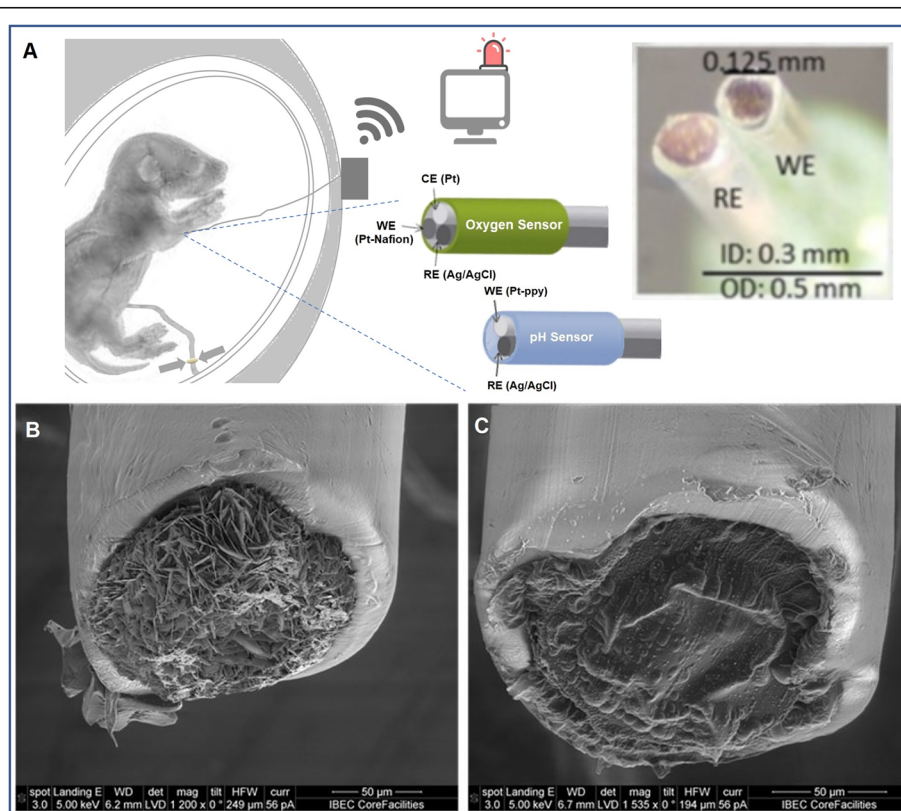 A
0.125 mm
CE (Pt)
WE
(Pt-Nafion)
Oxygen Sensor
RE (Ag/AgCl)
WE
RE
ID: 0.3 mm
OD: 0.5 mm
WE (Pt-ppy)
pH Sensor
RE (Ag/AgCl)
B
C
spot Landing E WD det mag tilt HFW curr
3.0 5.00 keV 6.2 mm LVD 1 200 x 0 ° 249 µm 56 pA
50 µm
IBEC CoreFacilities
spot Landing E WD det mag tilt HFW curr
3.0 5.00 keV 6.7 mm LVD 1 535 x 0 ° 194 µm 56 pA
50 µm
IBEC CoreFacilities